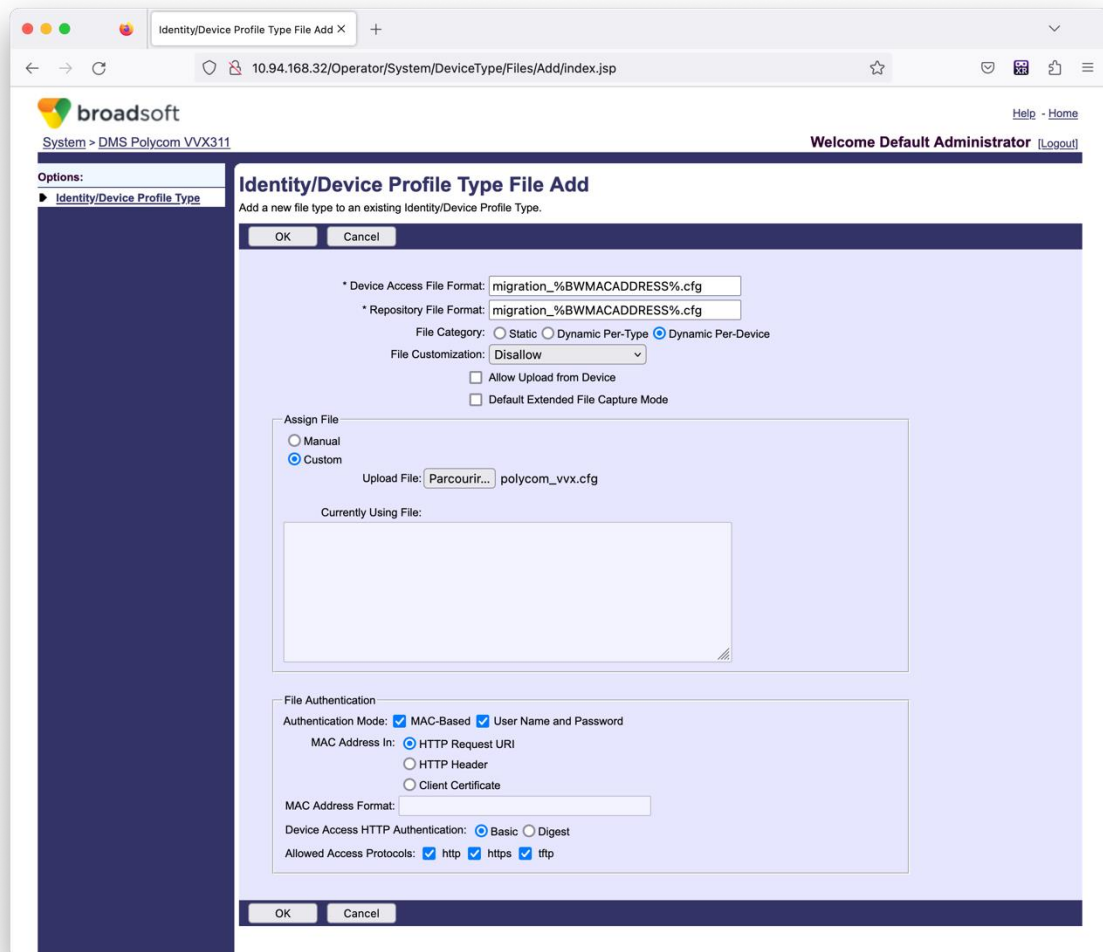 Identity/Device Profile Type File Add
10.94.168.32/Operator/System/DeviceType/Files/Add/index.jsp
XR
broadsoft
Help - Home
System > DMS Polycom VVX311
Welcome Default Administrator [Logout]
Options:
Identity/Device Profile Type
Identity/Device Profile Type File Add
Add a new file type to an existing Identity/Device Profile Type.
OK Cancel
* Device Access File Format: migration_%BWMACADDRESS%.cfg
* Repository File Format: migration_%BWMACADDRESS%.cfg
File Category: Static Dynamic Per-Type Dynamic Per-Device
File Customization: Disallow
Allow Upload from Device
Default Extended File Capture Mode
Assign File
Manual
Custom
Upload File: Parcourir... polycom_vvx.cfg
Currently Using File:
File Authentication
Authentication Mode: MAC-Based User Name and Password
MAC Address In: HTTP Request URI
HTTP Header
Client Certificate
MAC Address Format:
Device Access HTTP Authentication: Basic Digest
Allowed Access Protocols: http https tftp
OK Cancel